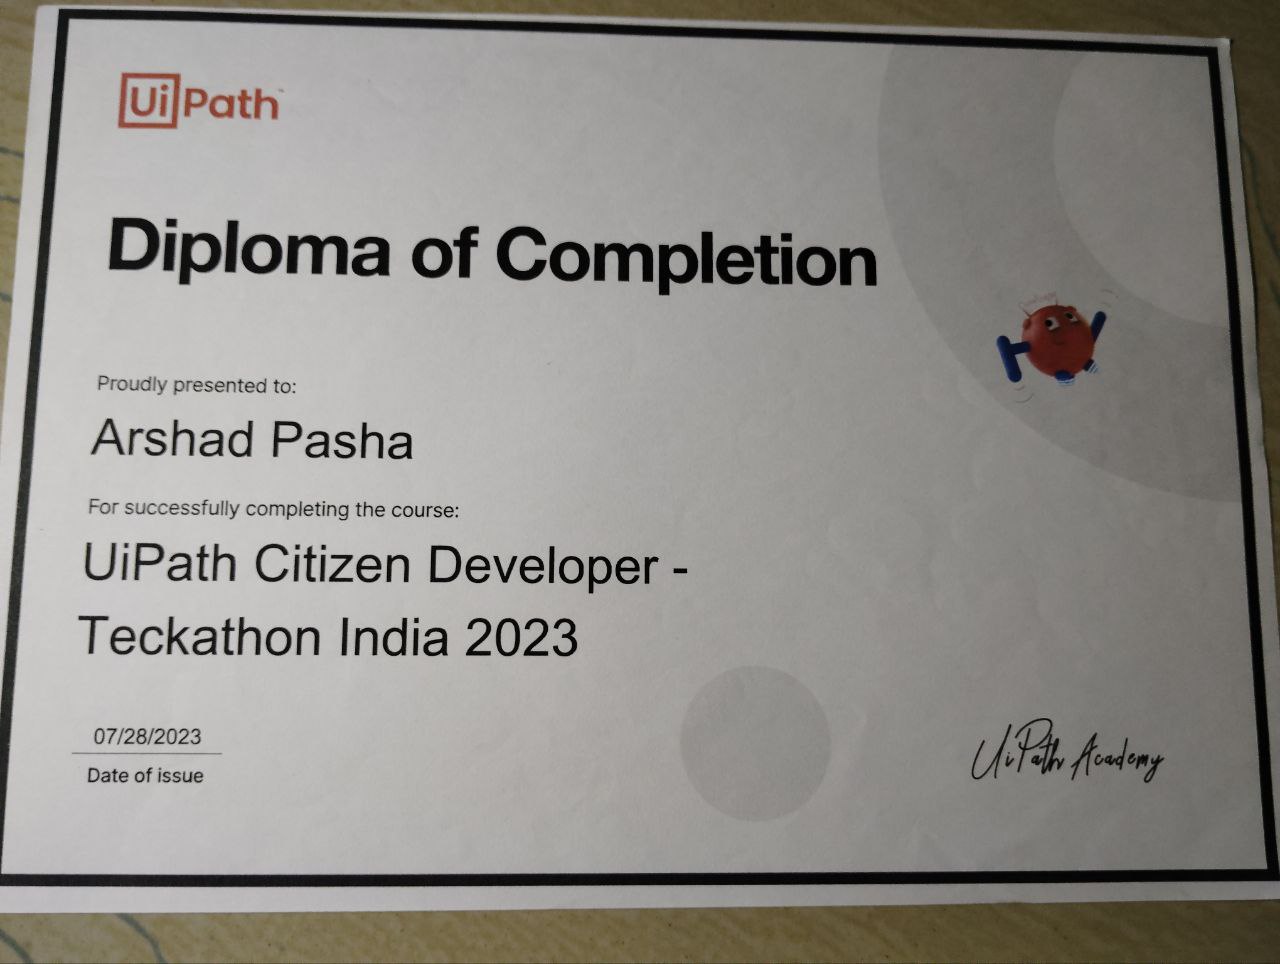 UiPath
Diploma of Completion
Proudly presented to:
Arshad Pasha
For successfully completing the course:
UiPath Citizen Developer -
Teckathon India 2023
07/28/2023
Date of issue
UiPath Academy